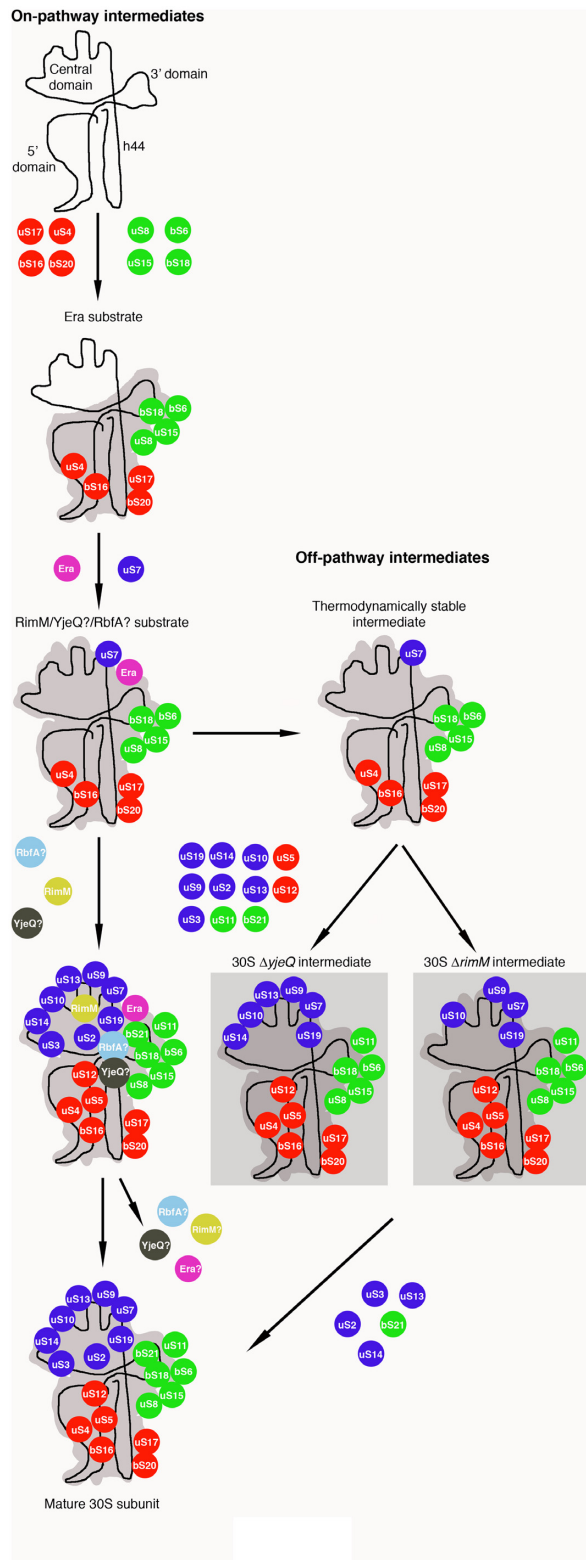 On-pathway intermediates
Central
domain
3' domain
5'
domain
h44
uS17 uS4 uS8 bS6
bS16 bS20 uS15 bS18
Era substrate
bS18 bS6
uS15
uS8
uS4
uS17
bS16
bS20
Era uS7
Off-pathway intermediates
RimM/YjeQ?/RbfA? substrate
Thermodynamically stable
intermediate
uS7
Era
bS18 bS6
uS15
uS8
uS4
uS17
bS16
bS20
uS7
bS18 bS6
uS15
uS8
uS4
uS17
bS16
bS20
RbfA?
RimM
YjeQ?
uS19 uS14 uS10 uS5
uS9 uS2 uS13 uS12
uS3 uS11 bS21
30S ΔyjeQ intermediate
30S ΔrimM intermediate
uS9
uS13
uS7
uS10
RimM
Era
uS14
uS19
uS11
bS21
uS2
uS3
RbfA?
bS18 bS6
uS12
YjeQ?
uS15
uS8
uS5
uS4
uS17
bS16
bS20
uS9
uS13
uS7
uS10
uS14
uS19
uS11
bS18 bS6
uS15
uS12
uS8
uS5
uS4
uS17
bS16
bS20
uS9
uS7
uS10
uS19
uS11
bS18 bS6
uS15
uS12
uS8
uS5
uS4
uS17
bS16
bS20
RbfA?
RimM?
YjeQ?
Era?
uS3 uS13
uS2 bS21
uS14
uS9
uS13
uS7
uS10
uS14
uS19
uS11
bS21
uS2
uS3
bS6
bS18
uS15
uS12
uS8
uS5
uS4
uS17
bS16
bS20
Mature 30S subunit